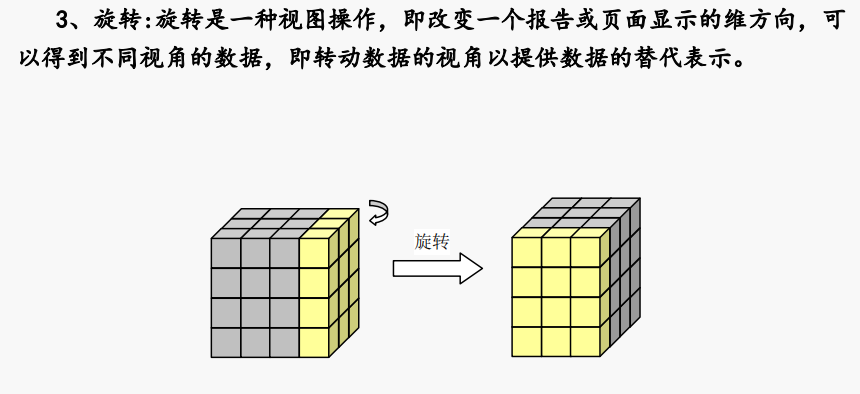 3、旋转:旋转是一种视图操作，即改变一个报告或页面显示的维方向，可
以得到不同视角的数据，即转动数据的视角以提供数据的替代表示。
旋转